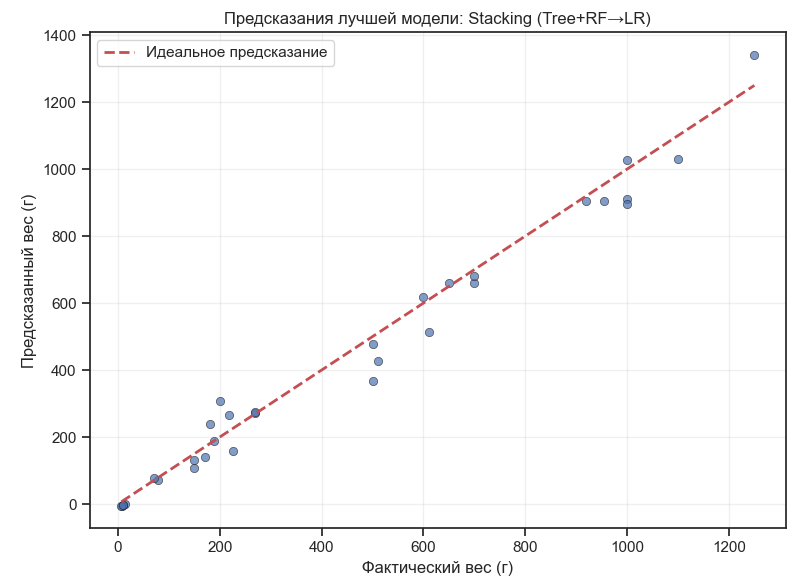 Предсказания лучшей модели: Stacking (Tree+RF→LR)
Идеальное предсказание
Предсказанный вес (г)
1400
1200
1000
800
600
400
200
0
0 200 400 600 800 1000 1200
Фактический вес (г)